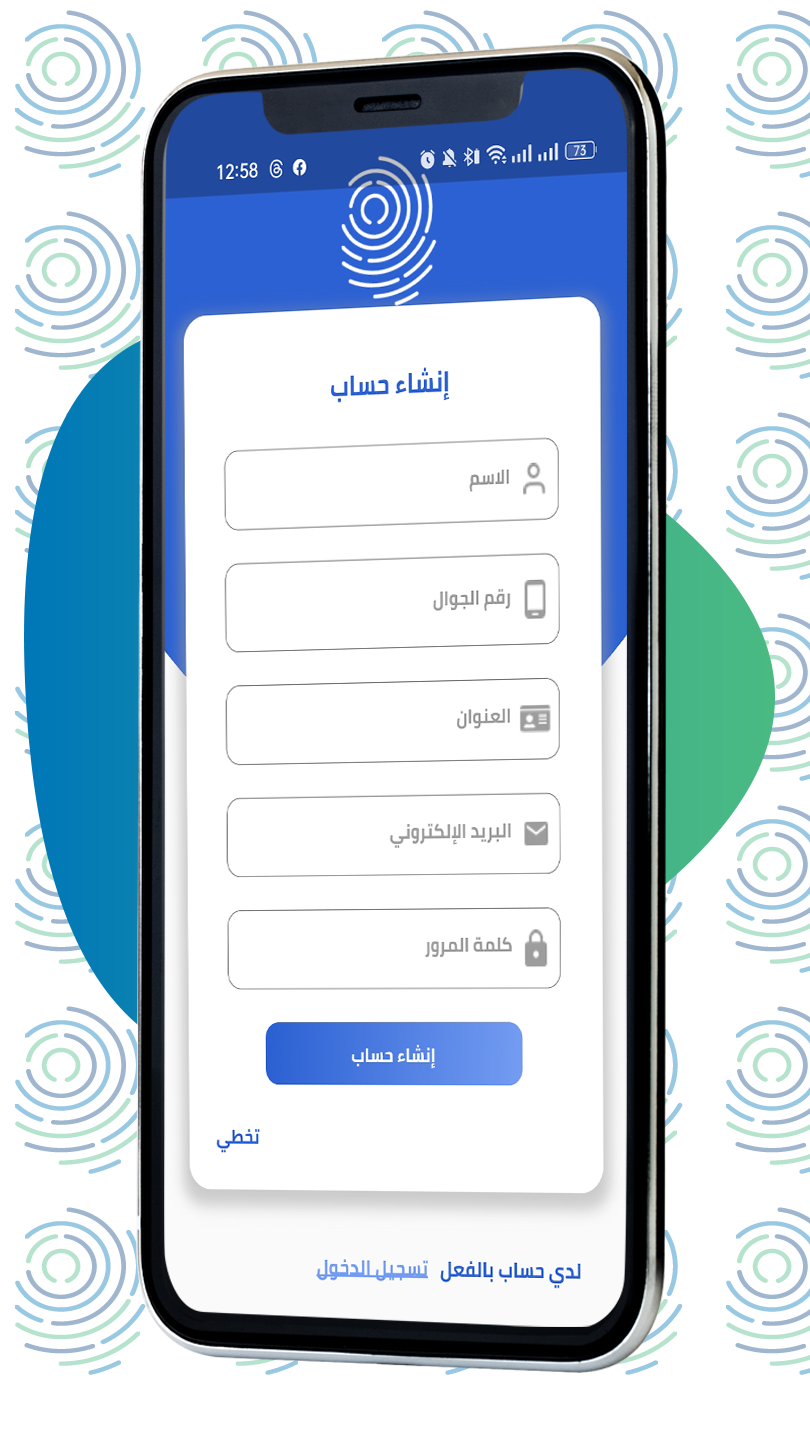 12:58
73
إنشاء حساب
الاسم
رقم الجوال
العنوان
البريد الإلكتروني
كلمة المرور
إنشاء حساب
تخطي
لدي حساب بالفعل تسجيل الدخول